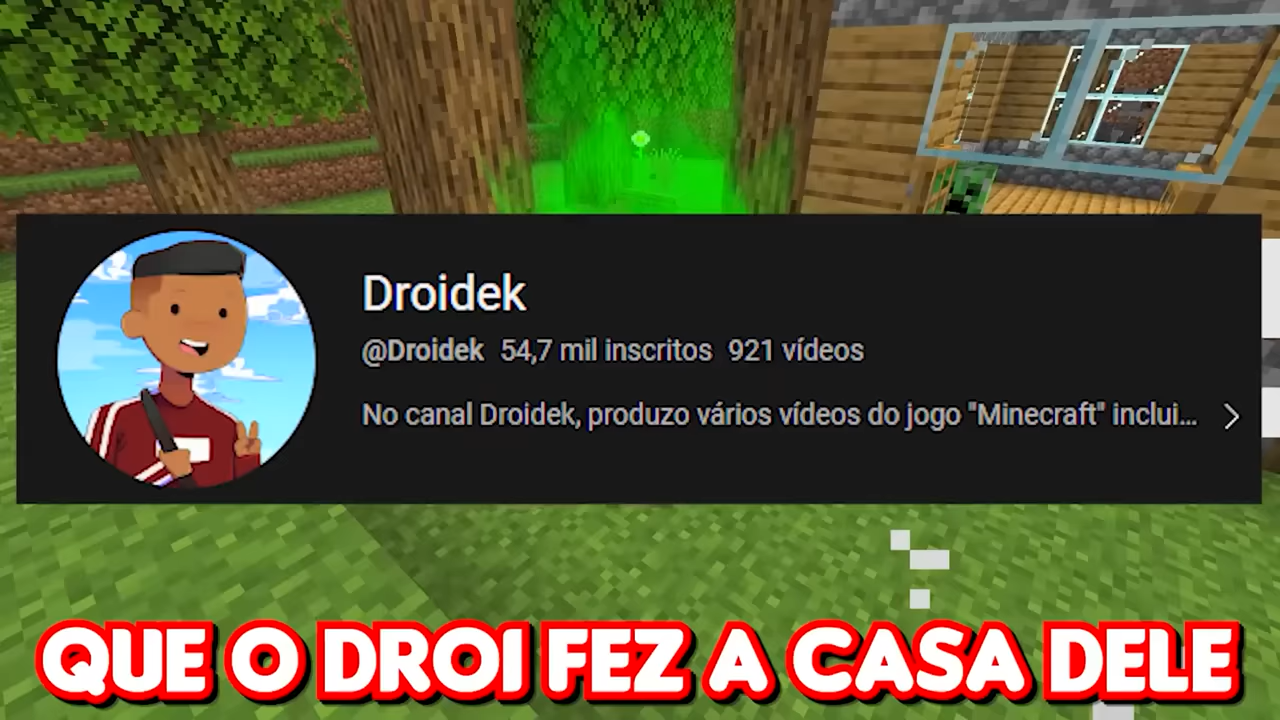 Droidek
@Droidek 54,7 mil inscritos 921 vídeos
No canal Droidek, produzo vários vídeos do jogo "Minecraft" inclui...
QUE O DROI FEZ A CASA DELE